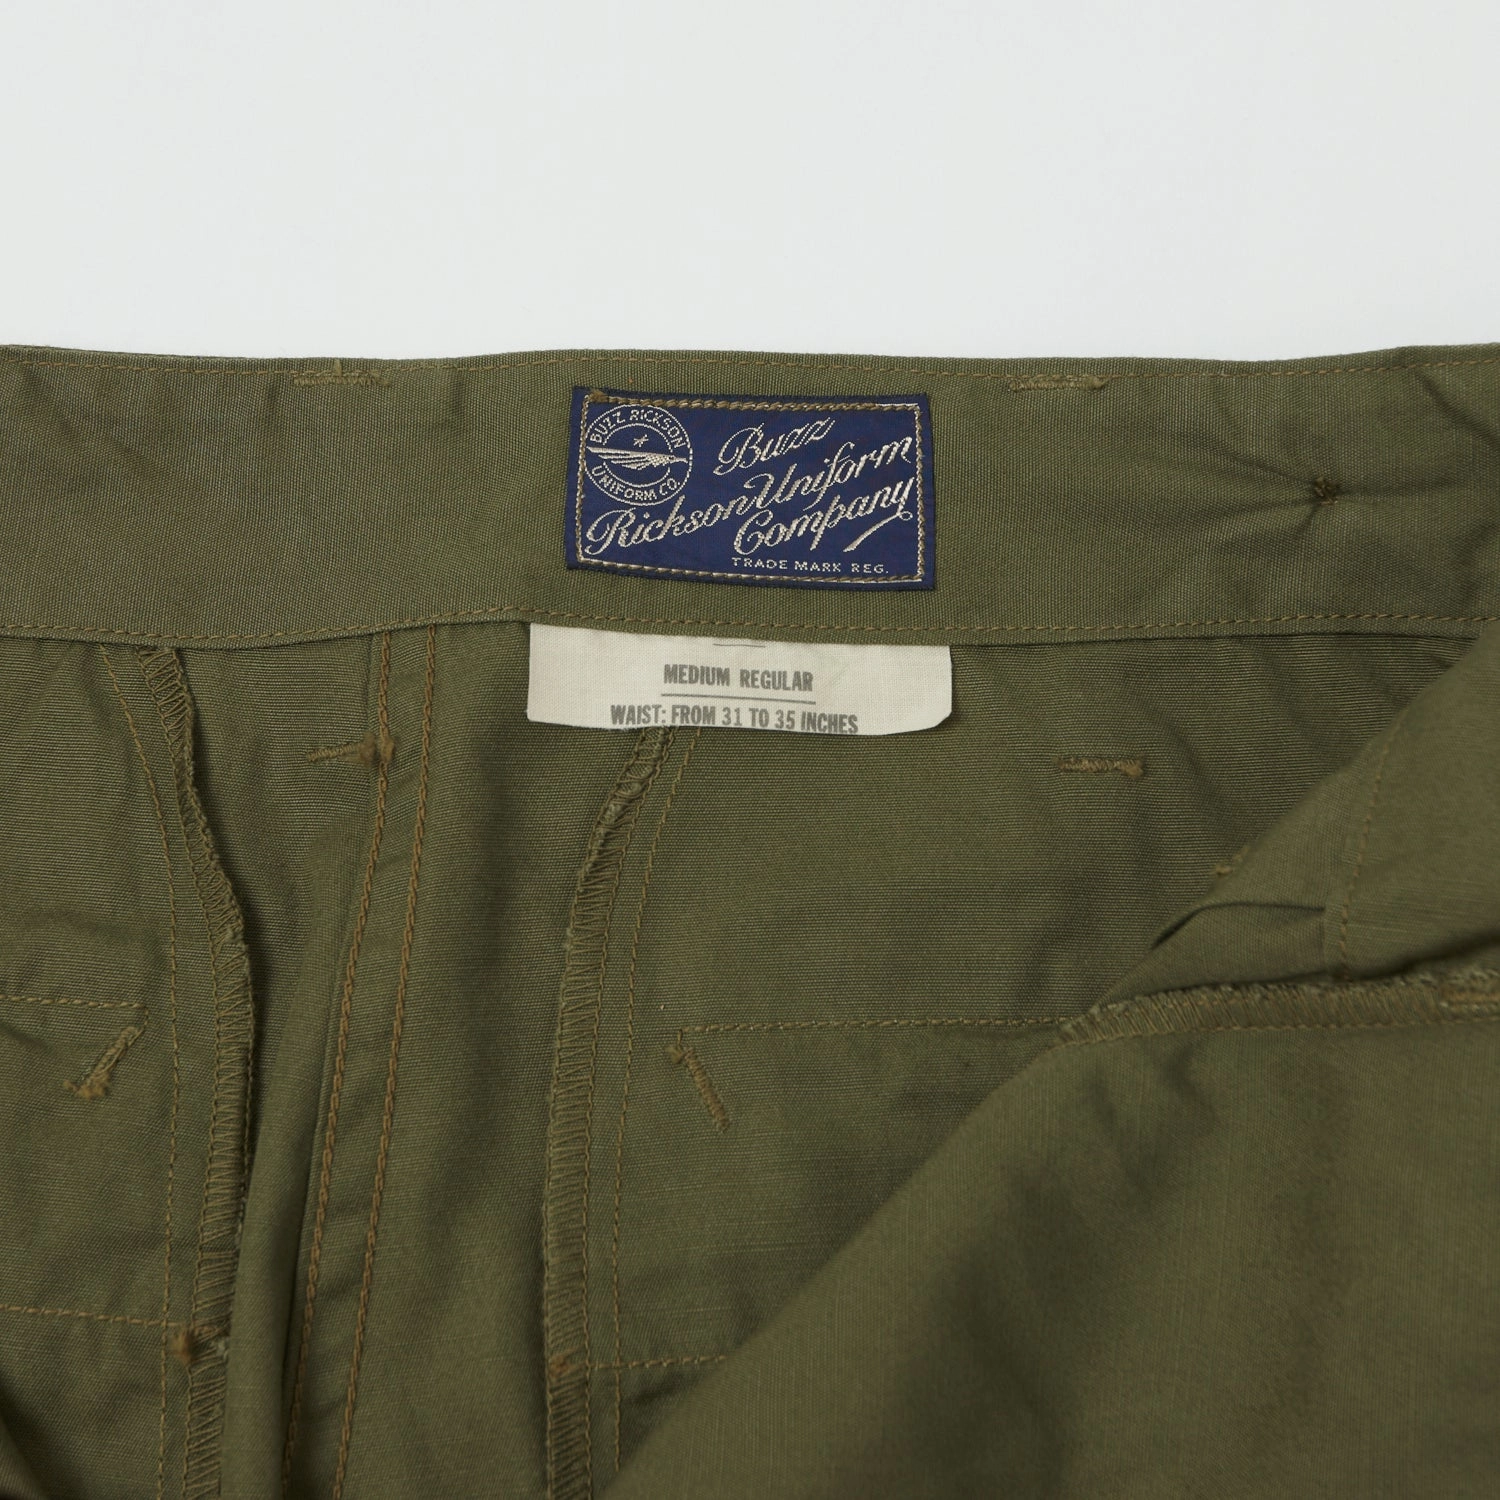 BUZZ RICKSON
UNIFORM CO.
Buzz
Rickson Uniform
Company
TRADE MARK REG.
MEDIUM REGULAR
WAIST: FROM 31 TO 35 INCHES